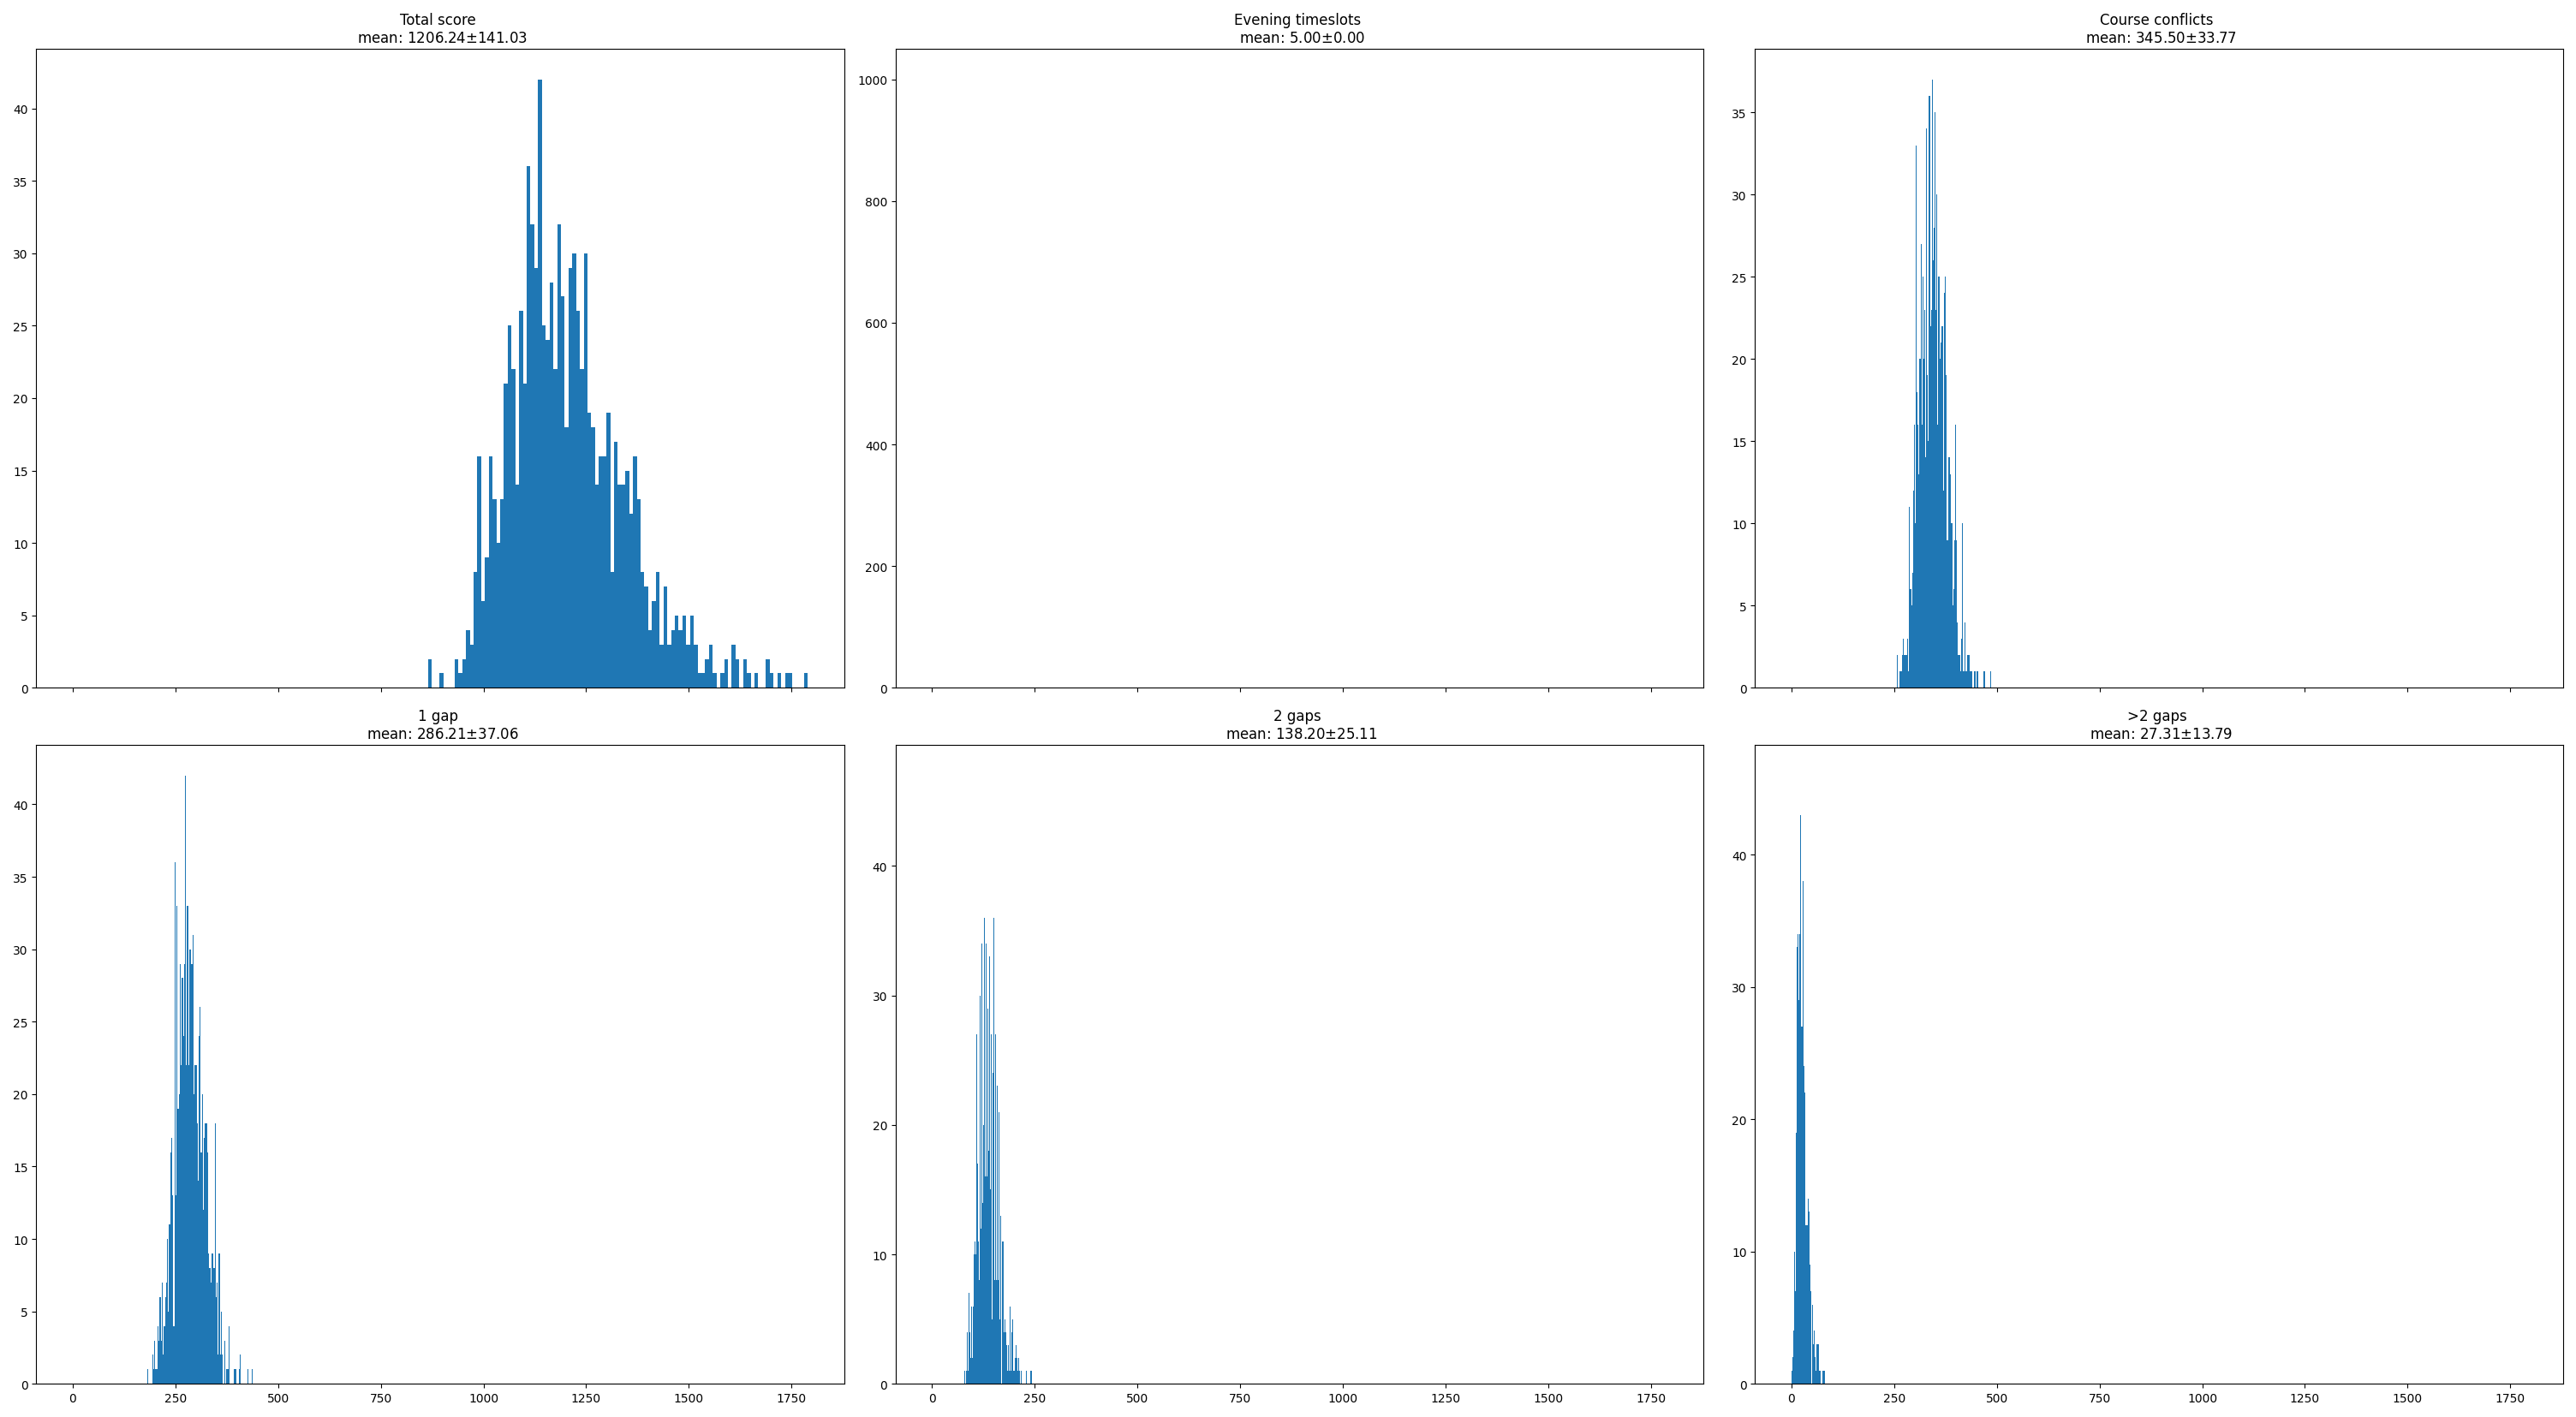 Total score
mean: 1206.24±141.03
Evening timeslots
mean: 5.00±0.00
Course conflicts
mean: 345.50±33.77
40
35
30
25
20
15
10
5
0
1000
800
600
400
200
0
35
30
25
20
15
10
5
0
1 gap
mean: 286.21±37.06
2 gaps
mean: 138.20±25.11
>2 gaps
mean: 27.31±13.79
40
35
30
25
20
15
10
5
0
0 250 500 750 1000 1250 1500 1750
40
30
20
10
0
0 250 500 750 1000 1250 1500 1750
40
30
20
10
0
0 250 500 750 1000 1250 1500 1750